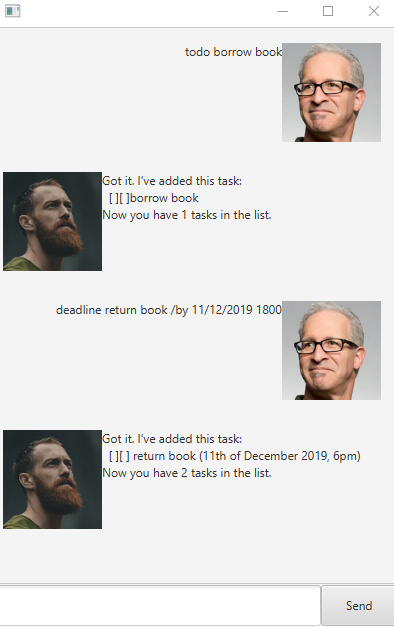 todo borrow book
Got it. I've added this task:
[ ][ ]borrow book
Now you have 1 tasks in the list.
deadline return book /by 11/12/2019 1800
Got it. I've added this task:
[ ][ ] return book (11th of December 2019, 6pm)
Now you have 2 tasks in the list.
Send